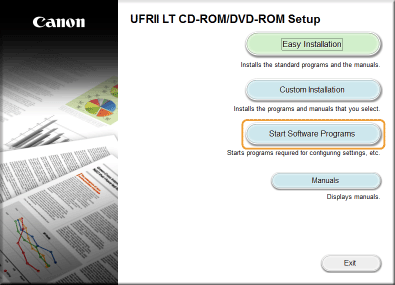 Canon
UFRII LT CD-ROM/DVD-ROM Setup
Easy Installation
Installs the standard programs and the manuals.
Custom Installation
Installs the programs and manuals that you select.
Start Software Programs
Starts programs required for configuring settings, etc.
Manuals
Displays manuals.
Exit